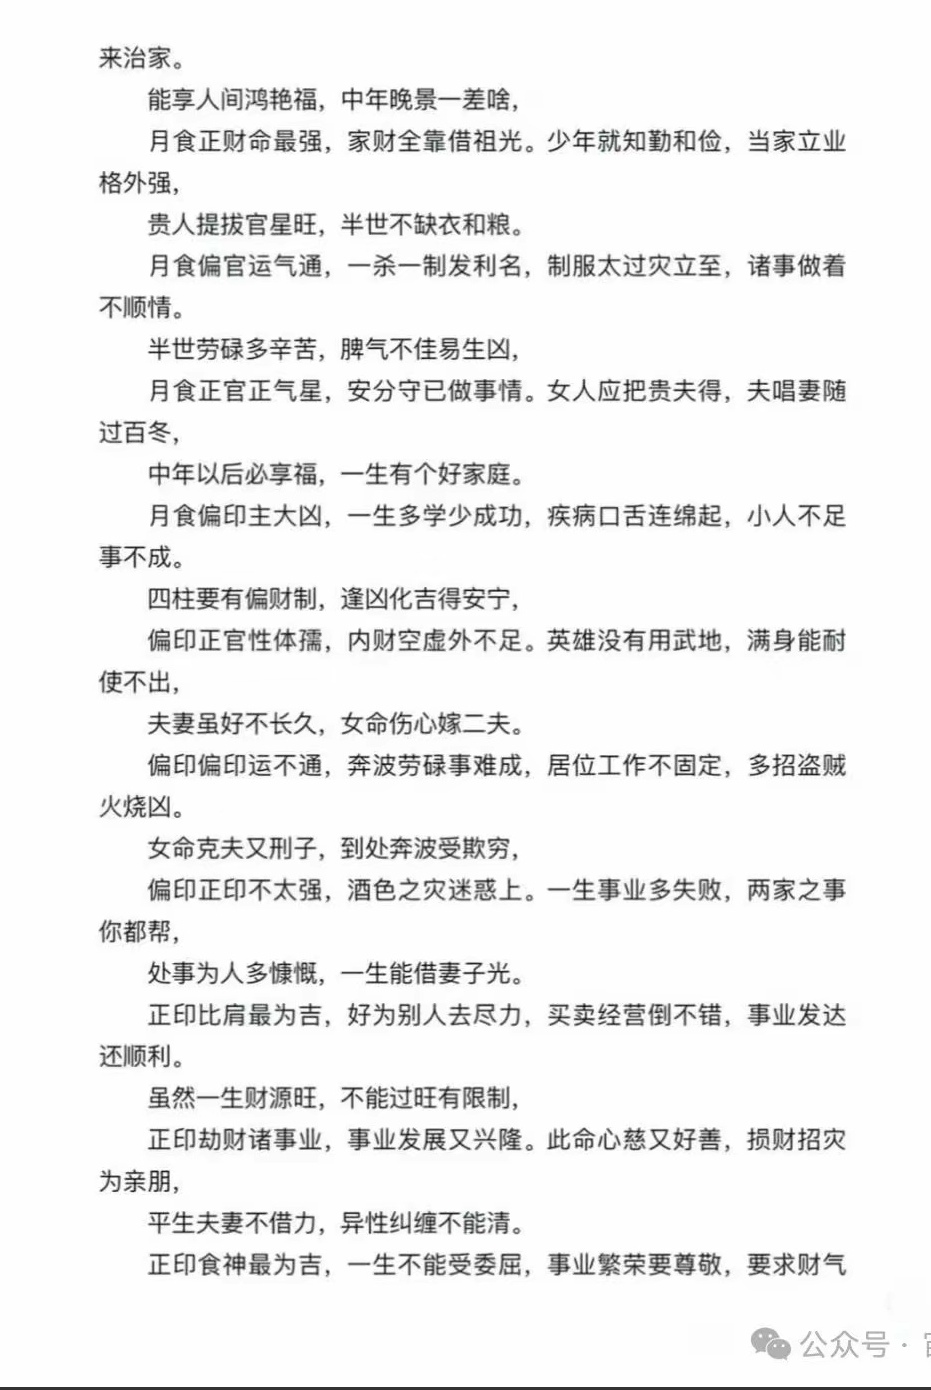 来治家。
能享人间鸿艳福，中年晚景一差啥，
月食正财命最强，家财全靠借祖光。少年就知勤和俭，当家立业
格外强，
贵人提拔官星旺，半世不缺衣和粮。
月食偏官运气通，一杀一制发利名，制服太过灾立至，诸事做着
不顺情。
半世劳碌多辛苦，脾气不佳易生凶，
月食正官正气星，安分守已做事情。女人应把贵夫得，夫唱妻随
过百冬，
中年以后必享福，一生有个好家庭。
月食偏印主大凶，一生多学少成功，疾病口舌连绵起，小人不足
事不成。
四柱要有偏财制，逢凶化吉得安宁，
偏印正官性体孺，内财空虚外不足。英雄没有用武地，满身能耐
使不出，
夫妻虽好不长久，女命伤心嫁二夫。
偏印偏印运不通，奔波劳碌事难成，居位工作不固定，多招盗贼
火烧凶。
女命克夫又刑子，到处奔波受欺穷，
偏印正印不太强，酒色之灾迷惑上。一生事业多失败，两家之事
你都帮，
处事为人多慷慨，一生能借妻子光。
正印比肩最为吉，好为别人去尽力，买卖经营倒不错，事业发达
还顺利。
虽然一生财源旺，不能过旺有限制，
正印劫财诸事业，事业发展又兴隆。此命心慈又好善，损财招灾
为亲朋，
平生夫妻不借力，异性纠缠不能清。
正印食神最为吉，一生不能受委屈，事业繁荣要尊敬，要求财气
公众号·